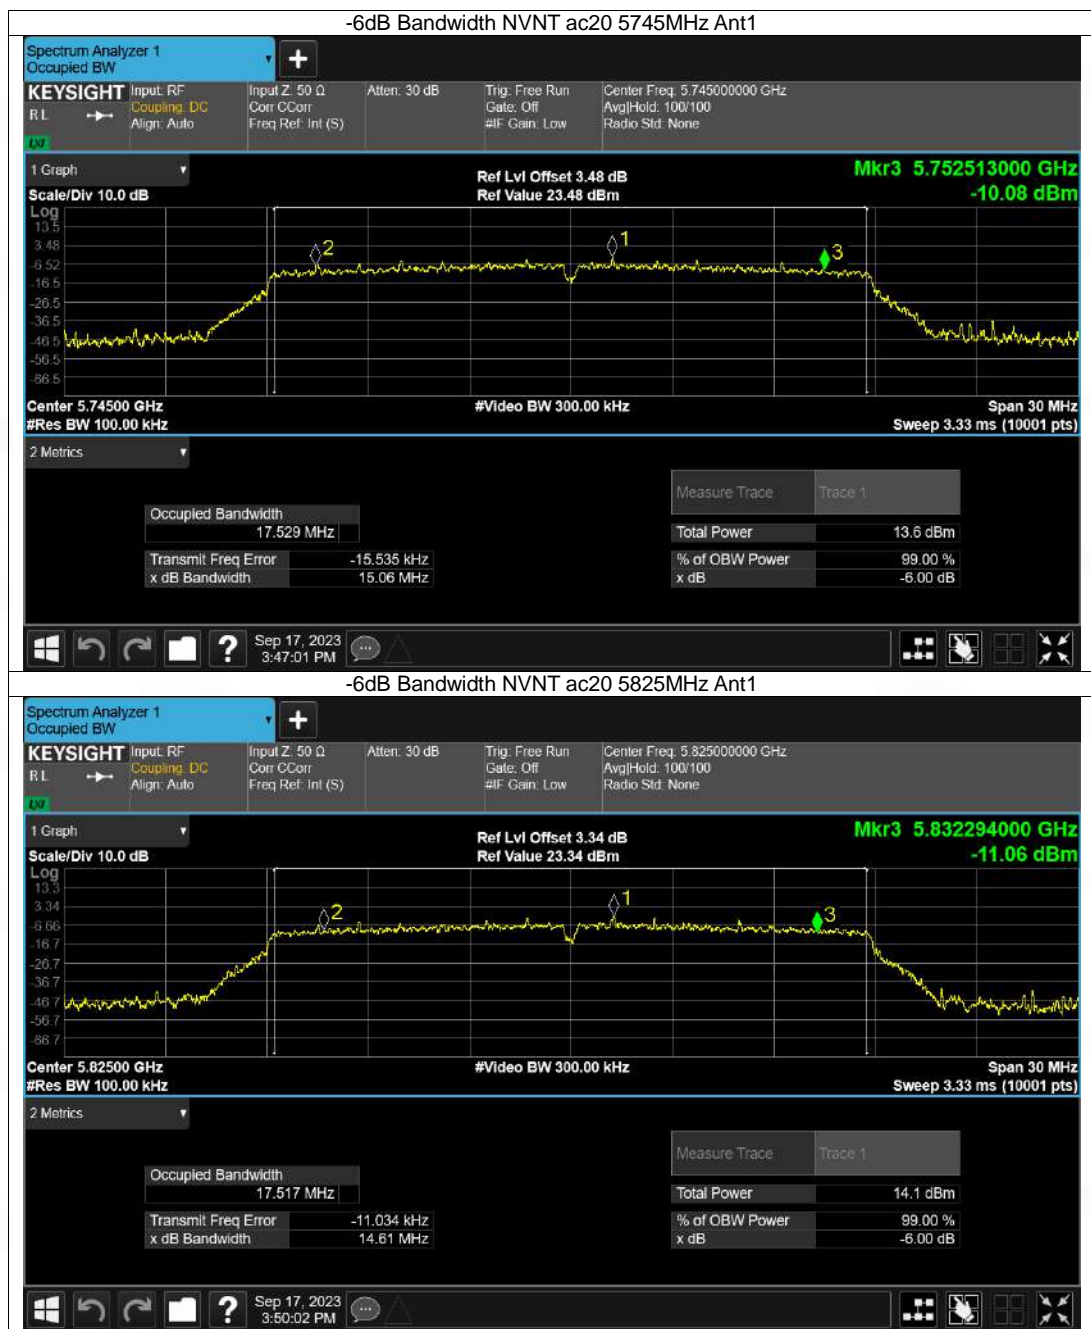 -6dB Bandwidth NVNT ac20 5745MHz Ant1
Spectrum Analyzer 1
Occupied BW
KEYSIGHT Input: RF Input Z: 50 Ω Atten: 30 dB Trig: Free Run Center Freq: 5.745000000 GHz
RL Coupling: DC Corr CCorr Gate: Off Avg|Hold: 100/100
Align: Auto Freq Ref: Int (S) #IF Gain: Low Radio Std: None
LXI
1 Graph Ref Lvl Offset 3.48 dB Mkr3 5.752513000 GHz
Scale/Div 10.0 dB Ref Value 23.48 dBm -10.08 dBm
Log
13.5
3.48
-6.52
-16.5
-26.5
-36.5
-46.5
-56.5
-66.5
2 1 3
Center 5.74500 GHz #Video BW 300.00 kHz Span 30 MHz
#Res BW 100.00 kHz Sweep 3.33 ms (10001 pts)
2 Metrics
Measure Trace Trace 1
Occupied Bandwidth
17.529 MHz Total Power 13.6 dBm
Transmit Freq Error -15.535 kHz % of OBW Power 99.00 %
x dB Bandwidth 15.06 MHz x dB -6.00 dB
? Sep 17, 2023
3:47:01 PM
-6dB Bandwidth NVNT ac20 5825MHz Ant1
Spectrum Analyzer 1
Occupied BW
KEYSIGHT Input: RF Input Z: 50 Ω Atten: 30 dB Trig: Free Run Center Freq: 5.825000000 GHz
RL Coupling: DC Corr CCorr Gate: Off Avg|Hold: 100/100
Align: Auto Freq Ref: Int (S) #IF Gain: Low Radio Std: None
LXI
1 Graph Ref Lvl Offset 3.34 dB Mkr3 5.832294000 GHz
Scale/Div 10.0 dB Ref Value 23.34 dBm -11.06 dBm
Log
13.3
3.34
-6.66
-16.7
-26.7
-36.7
-46.7
-56.7
-66.7
2 1 3
Center 5.82500 GHz #Video BW 300.00 kHz Span 30 MHz
#Res BW 100.00 kHz Sweep 3.33 ms (10001 pts)
2 Metrics
Measure Trace Trace 1
Occupied Bandwidth
17.517 MHz Total Power 14.1 dBm
Transmit Freq Error -11.034 kHz % of OBW Power 99.00 %
x dB Bandwidth 14.61 MHz x dB -6.00 dB
? Sep 17, 2023
3:50:02 PM